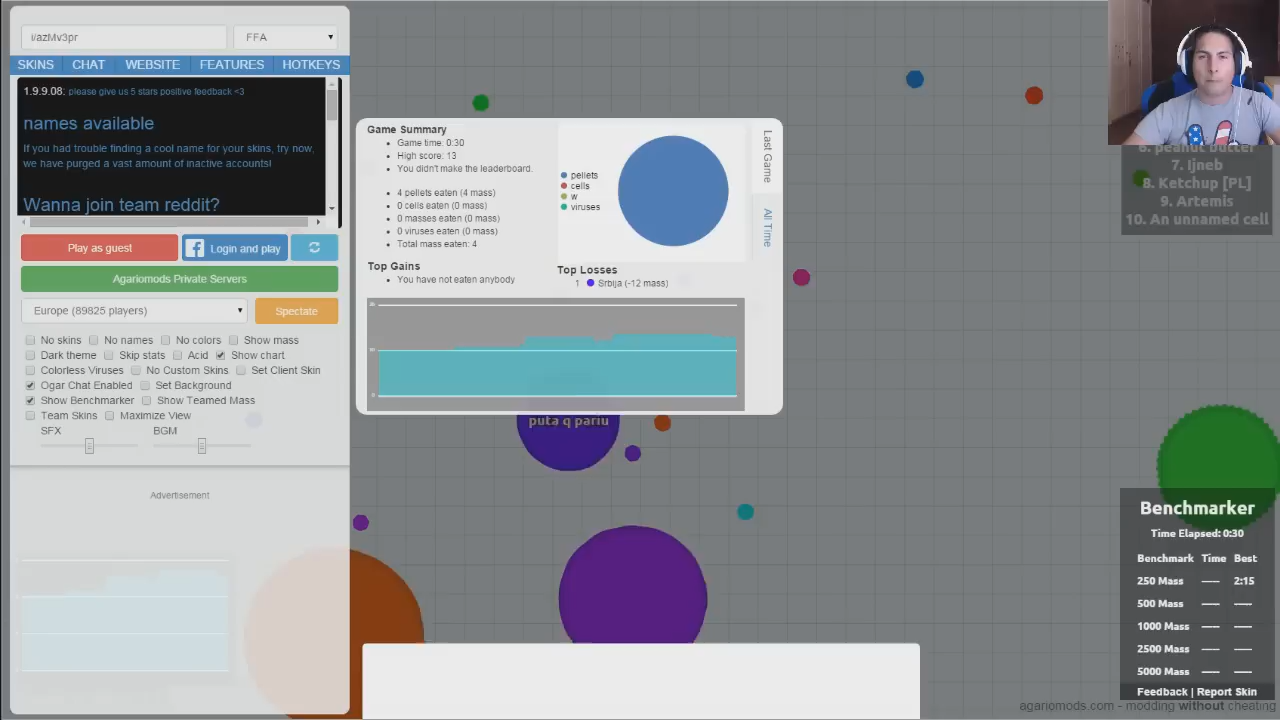 i/azMv3pr
FFA
SKINS CHAT WEBSITE FEATURES HOTKEYS
1.9.9.08: please give us 5 stars positive feedback <3
names available
If you had trouble finding a cool name for your skins, try now,
we have purged a vast amount of inactive accounts!
Wanna join team reddit?
Play as guest
Login and play
Agariomods Private Servers
Europe (89825 players)
Spectate
No skins No names No colors Show mass
Dark theme Skip stats Acid Show chart
Colorless Viruses No Custom Skins Set Client Skin
Ogar Chat Enabled Set Background
Show Benchmarker Show Teamed Mass
Team Skins Maximize View
SFX BGM
Advertisement
Game Summary
Game time: 0:30
High score: 13
You didn't make the leaderboard.
4 pellets eaten (4 mass)
0 cells eaten (0 mass)
0 masses eaten (0 mass)
0 viruses eaten (0 mass)
Total mass eaten: 4
pellets
cells
w
viruses
Last Game
All Time
Top Gains
You have not eaten anybody
Top Losses
1 Srbija (-12 mass)
puta q pariu
6. peanut butter
7. Ijneb
8. Ketchup [PL]
9. Artemis
10. An unnamed cell
Benchmarker
Time Elapsed: 0:30
Benchmark Time Best
250 Mass —— 2:15
500 Mass —— ——
1000 Mass —— ——
2500 Mass —— ——
5000 Mass —— ——
Feedback | Report Skin
agariomods.com - modding without cheating